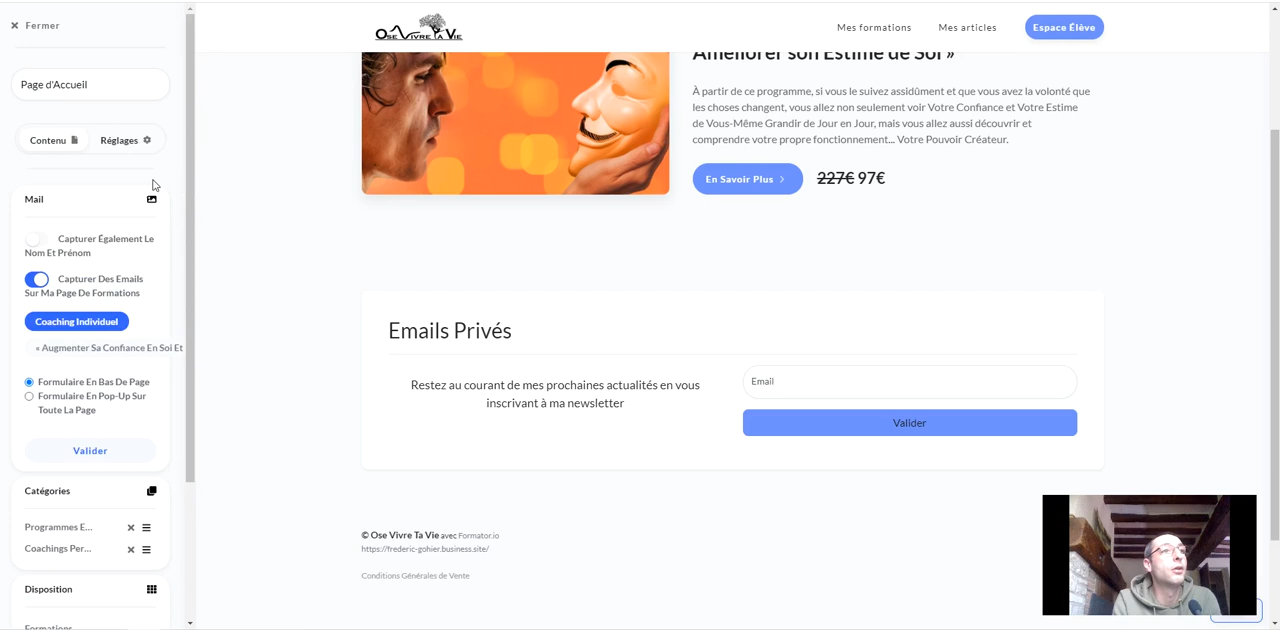 Fermer
Page d'Accueil
Contenu
Réglages
Mail
Capturer Également Le
Nom Et Prénom
Capturer Des Emails
Sur Ma Page De Formations
Coaching Individuel
« Augmenter Sa Confiance En Soi Et
Formulaire En Bas De Page
Formulaire En Pop-Up Sur
Toute La Page
Valider
Catégories
Programmes E...
Coachings Per...
Disposition
Formations
OSE VIVRE TA VIE
Mes formations
Mes articles
Espace Élève
Améliorer son Estime de Soi »
À partir de ce programme, si vous le suivez assidûment et que vous avez la volonté que
les choses changent, vous allez non seulement voir Votre Confiance et Votre Estime
de Vous-Même Grandir de Jour en Jour, mais vous allez aussi découvrir et
comprendre votre propre fonctionnement... Votre Pouvoir Créateur.
En Savoir Plus
227€ 97€
Emails Privés
Restez au courant de mes prochaines actualités en vous
inscrivant à ma newsletter
Email
Valider
© Ose Vivre Ta Vie avec Formator.io
https://frederic-gohier.business.site/
Conditions Générales de Vente